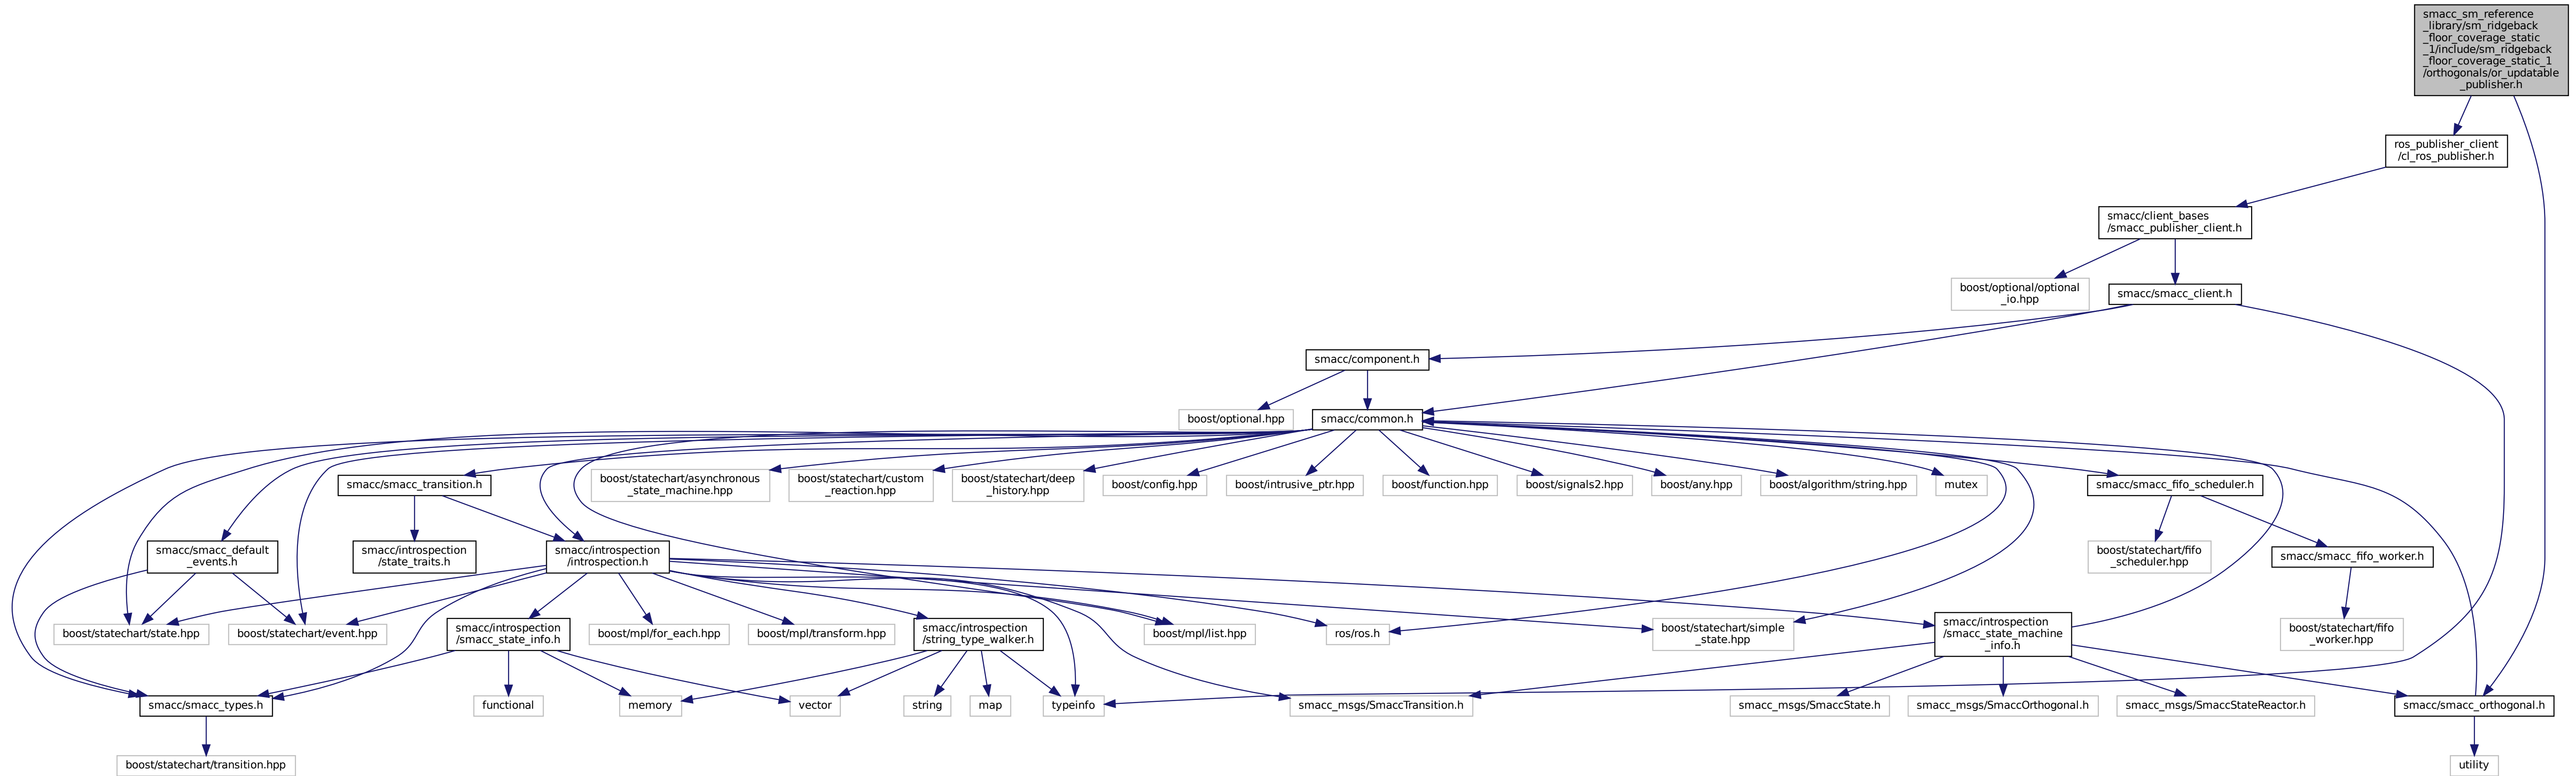 smacc_sm_reference
_library/sm_ridgeback
_floor_coverage_static
_1/include/sm_ridgeback
_floor_coverage_static_1
/orthogonals/or_updatable
_publisher.h
ros_publisher_client
/cl_ros_publisher.h
smacc/client_bases
/smacc_publisher_client.h
boost/optional/optional
_io.hpp
smacc/smacc_client.h
smacc/component.h
boost/optional.hpp
smacc/common.h
smacc/smacc_transition.h
boost/statechart/asynchronous
_state_machine.hpp
boost/statechart/custom
_reaction.hpp
boost/statechart/deep
_history.hpp
boost/config.hpp
boost/intrusive_ptr.hpp
boost/function.hpp
boost/signals2.hpp
boost/any.hpp
boost/algorithm/string.hpp
mutex
smacc/smacc_fifo_scheduler.h
smacc/smacc_default
_events.h
smacc/introspection
/state_traits.h
smacc/introspection
/introspection.h
boost/statechart/fifo
_scheduler.hpp
smacc/smacc_fifo_worker.h
boost/statechart/state.hpp
boost/statechart/event.hpp
smacc/introspection
/smacc_state_info.h
boost/mpl/for_each.hpp
boost/mpl/transform.hpp
smacc/introspection
/string_type_walker.h
boost/mpl/list.hpp
ros/ros.h
boost/statechart/simple
_state.hpp
smacc/introspection
/smacc_state_machine
_info.h
boost/statechart/fifo
_worker.hpp
smacc/smacc_types.h
functional
memory
vector
string
map
typeinfo
smacc_msgs/SmaccTransition.h
smacc_msgs/SmaccState.h
smacc_msgs/SmaccOrthogonal.h
smacc_msgs/SmaccStateReactor.h
smacc/smacc_orthogonal.h
boost/statechart/transition.hpp
utility